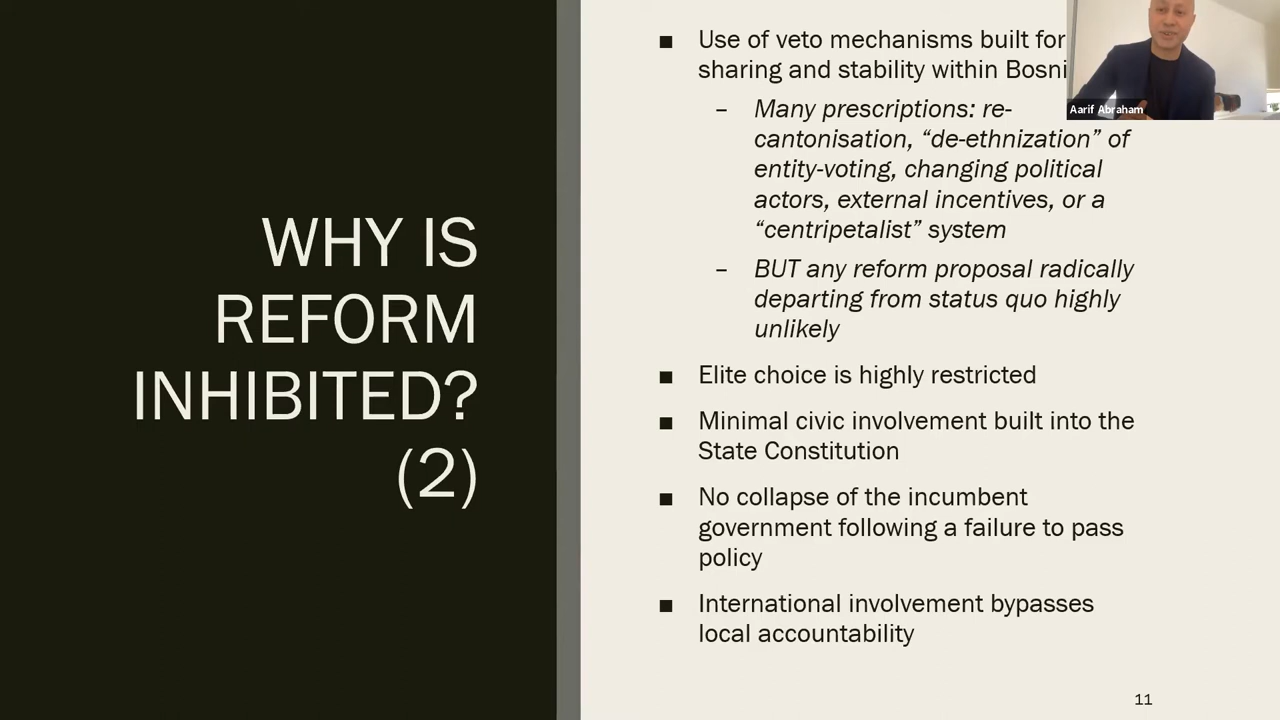 WHY IS
REFORM
INHIBITED?
(2)
■ Use of veto mechanisms built for
sharing and stability within
– Many prescriptions: re-
cantonisation, “de-ethnization” of
entity-voting, changing political
actors, external incentives, or a
“centripetalist” system
– BUT any reform proposal radically
departing from status quo highly
unlikely
■ Elite choice is highly restricted
■ Minimal civic involvement built into the
State Constitution
■ No collapse of the incumbent
government following a failure to pass
policy
■ International involvement bypasses
local accountability
Aarif Abraham
11